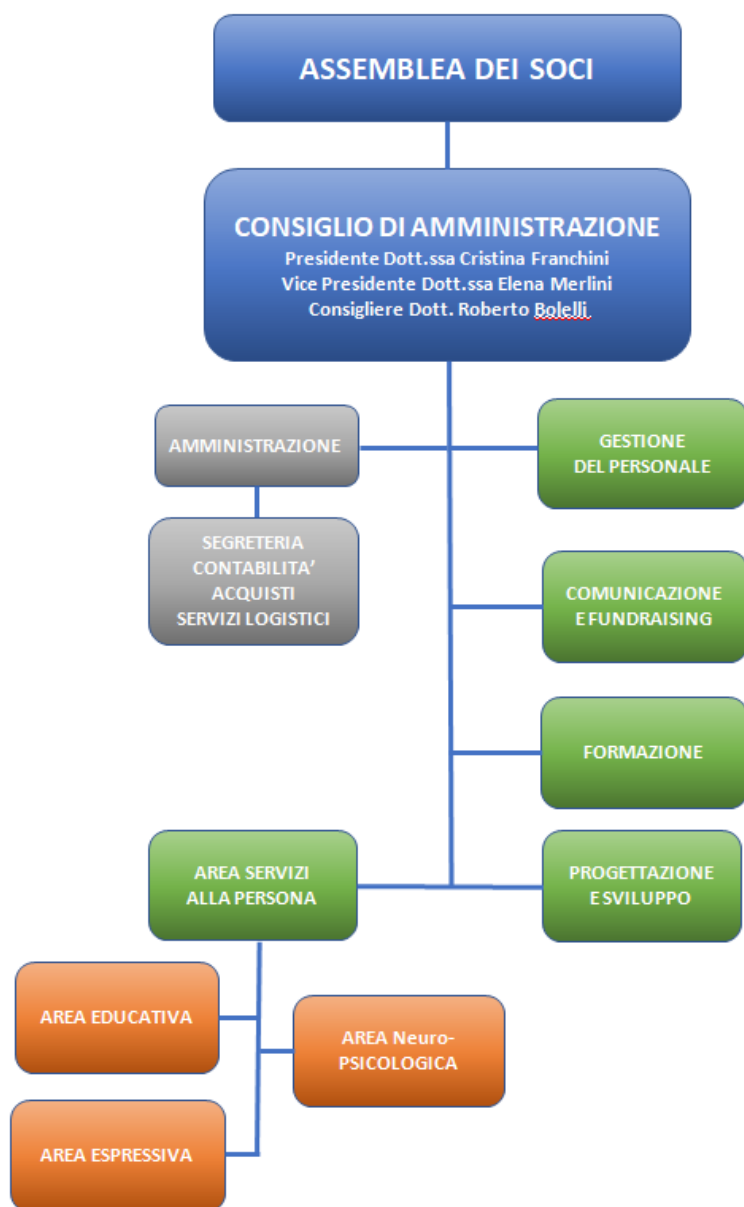 ASSEMBLEA DEI SOCI
CONSIGLIO DI AMMINISTRAZIONE
Presidente Dott.ssa Cristina Franchini
Vice Presidente Dott.ssa Elena Merlini
Consigliere Dott. Roberto Bolelli
AMMINISTRAZIONE
GESTIONE
DEL PERSONALE
SEGRETERIA
CONTABILITA’
ACQUISTI
SERVIZI LOGISTICI
COMUNICAZIONE
E FUNDRAISING
FORMAZIONE
AREA SERVIZI
ALLA PERSONA
PROGETTAZIONE
E SVILUPPO
AREA EDUCATIVA
AREA Neuro-
PSICOLOGICA
AREA ESPRESSIVA